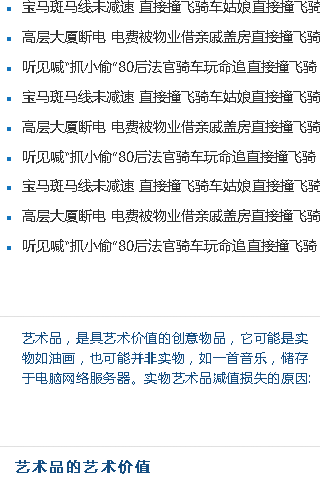 宝马斑马线未减速 直接撞飞骑车姑娘直接撞飞
高层大厦断电 电费被物业借亲戚盖房直接撞飞骑
听见喊“抓小偷”80后法官骑车玩命追直接撞飞骑
宝马斑马线未减速 直接撞飞骑车姑娘直接撞飞
高层大厦断电 电费被物业借亲戚盖房直接撞飞骑
听见喊“抓小偷”80后法官骑车玩命追直接撞飞骑
宝马斑马线未减速 直接撞飞骑车姑娘直接撞飞骑
高层大厦断电 电费被物业借亲戚盖房直接撞飞骑
听见喊“抓小偷”80后法官骑车玩命追直接撞飞骑
艺术品，是具艺术价值的创意物品，它可能是实
物如油画，也可能并非实物，如一首音乐，储存
于电脑网络服务器。实物艺术品减值损失的原因:
艺术品的艺术价值